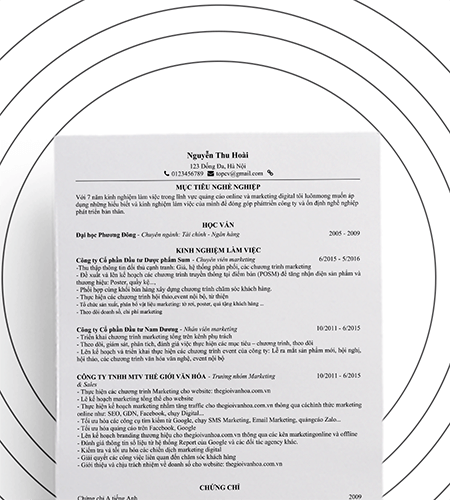 Nguyễn Thu Hoài
123 Đống Đa, Hà Nội
0123456789 topcv@gmail.com
MỤC TIÊU NGHỀ NGHIỆP
Với 7 năm kinh nghiệm làm việc trong lĩnh vực quảng cáo online và marketing digital tôi luônmong muốn áp
dụng những hiểu biết và kinh nghiệm làm việc của mình để đóng góp pháttriển công ty và ổn định nghề nghiệp
phát triển bản thân.
HỌC VẤN
Đại học Phương Đông - Chuyên ngành: Tài chính - Ngân hàng 2005 - 2009
KINH NGHIỆM LÀM VIỆC
Công ty Cổ phần Đầu tư Dược phẩm Sum - Chuyên viên marketing 6/2015 - 5/2016
-Thu thập thông tin đối thủ cạnh tranh: Giá, hệ thống phân phối, các chương trình marketing
- Đề xuất và lên kế hoạch các chương trình truyền thông tại điểm bán (POSM) để tăng nhận diện sản phẩm và
thương hiệu: Poster, quầy kệ...,
- Phối hợp cùng khối bán hàng xây dựng chương trình chăm sóc khách hàng.
- Thực hiện các chương trình hội thảo,event nội bộ, từ thiện
- Tổ chức sản xuất, phân bổ vật liệu marketing: tờ rơi, poster, quà tặng khách hàng ...
- Theo dõi doanh số, chi phí marketing
Công ty Cổ phần Đầu tư Nam Dương - Nhân viên marketing 10/2011 - 6/2015
- Triển khai chương trình marketing tổng trên kênh phụ trách
- Theo dõi, giám sát, phân tích, đánh giá việc thực hiện các mục tiêu – chương trình, theo dõi
- Lên kế hoạch và triển khai thực hiện các chương trình event của công ty: Lễ ra mắt sản phẩm mới, hội nghị,
hội thảo, các chương trình văn hóa văn nghệ, event nội bộ
CÔNG TY TNHH MTV THẾ GIỚI VĂN HÓA - Trưởng nhóm Marketing 10/2011 - 6/2015
& Sales
- Thực hiện các chương trình Marketing cho website: thegioivanhoa.com.vn
- Lê kế hoạch marketing tổng thể cho website
- Thực hiện kế hoạch marketing nhằm tăng traffic cho website thegioivanhoa.com.vn thông qua cáchình thức marketing
online như: SEO, GDN, Facebook, chạy Digital...
- Tối ưu hóa các công cụ tìm kiếm từ Google, chạy SMS Marketing, Email Marketing, quảngcáo Zalo...
- Tối ưu hóa quảng cáo trên Facebook, Google
- Lên kế hoạch branding thương hiệu cho thegioivanhoa.com.vn thông qua các kên marketingonline và offline
- Đánh giá thông tin số liệu từ hệ thống Report của Google và các đối tác agency khác.
- Kiểm tra và tối ưu các chiến dịch marketing digital
- Giải quyết các công việc liên quan đến chăm sóc khách hàng
- Giới thiệu và chịu trách nhiệm về doanh số cho website: thegioivanhoa.com.vn
CHỨNG CHỈ
Chứng chỉ A tiếng Anh 2009